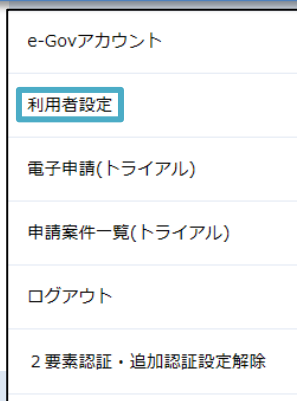 e-Govアカウント
利用者設定
電子申請(トライアル)
申請案件一覧(トライアル)
ログアウト
２要素認証・追加認証設定解除